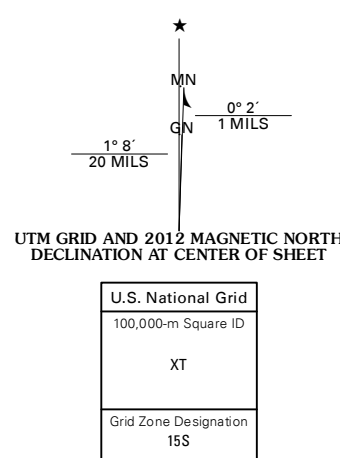 ★
MN
0° 2´
1 MILS
GN
1° 8´
20 MILS
UTM GRID AND 2012 MAGNETIC NORTH
DECLINATION AT CENTER OF SHEET
U.S. National Grid
100,000-m Square ID
XT
Grid Zone Designation
15S